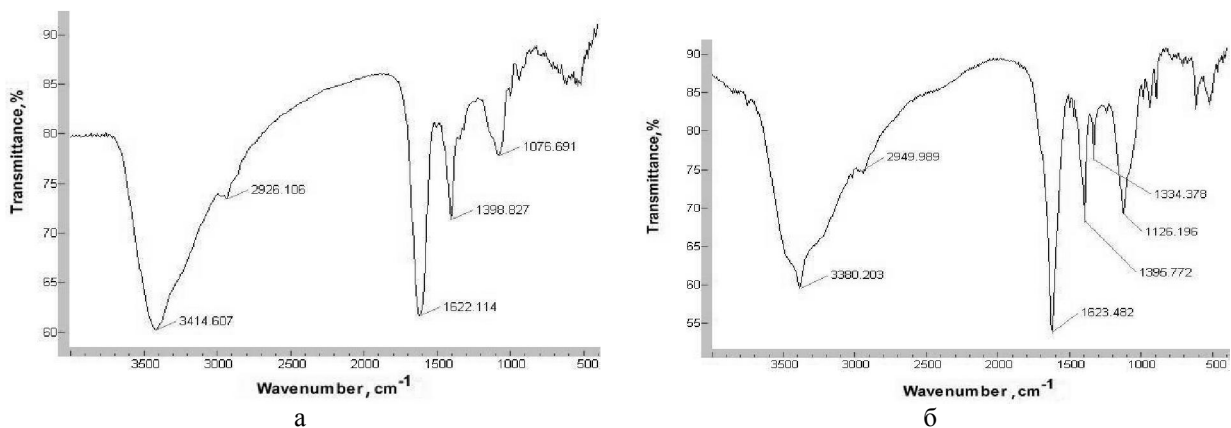 a
90
85
80
75
70
65
60
Transmittance,%
2926.106
3414.607
1622.114
1398.827
1076.691
3500 3000 2500 2000 1500 1000 500
Wavenumber, cm-1
а
б
90
85
80
75
70
65
60
55
Transmittance,%
2949.989
3380.203
1334.378
1126.196
1396.772
1623.482
3500 3000 2500 2000 1500 1000 500
Wavenumber, cm-1
б